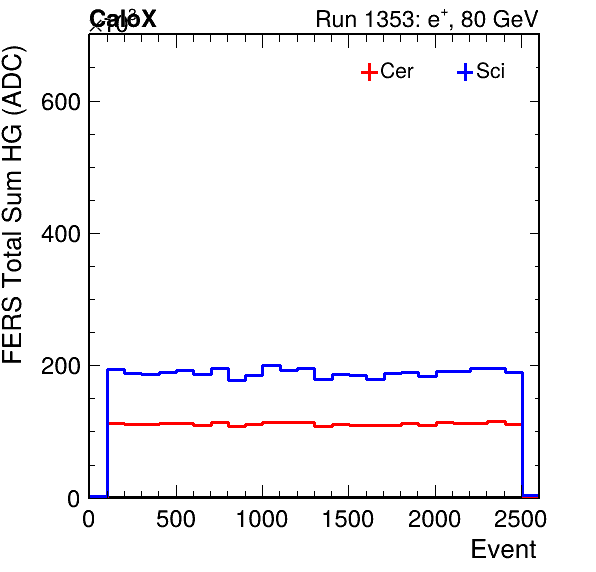 CaloX
×10³
Run 1353: e⁺, 80 GeV
FERS Total Sum HG (ADC)
Cer
Sci
600
400
200
0
0 500 1000 1500 2000 2500
Event